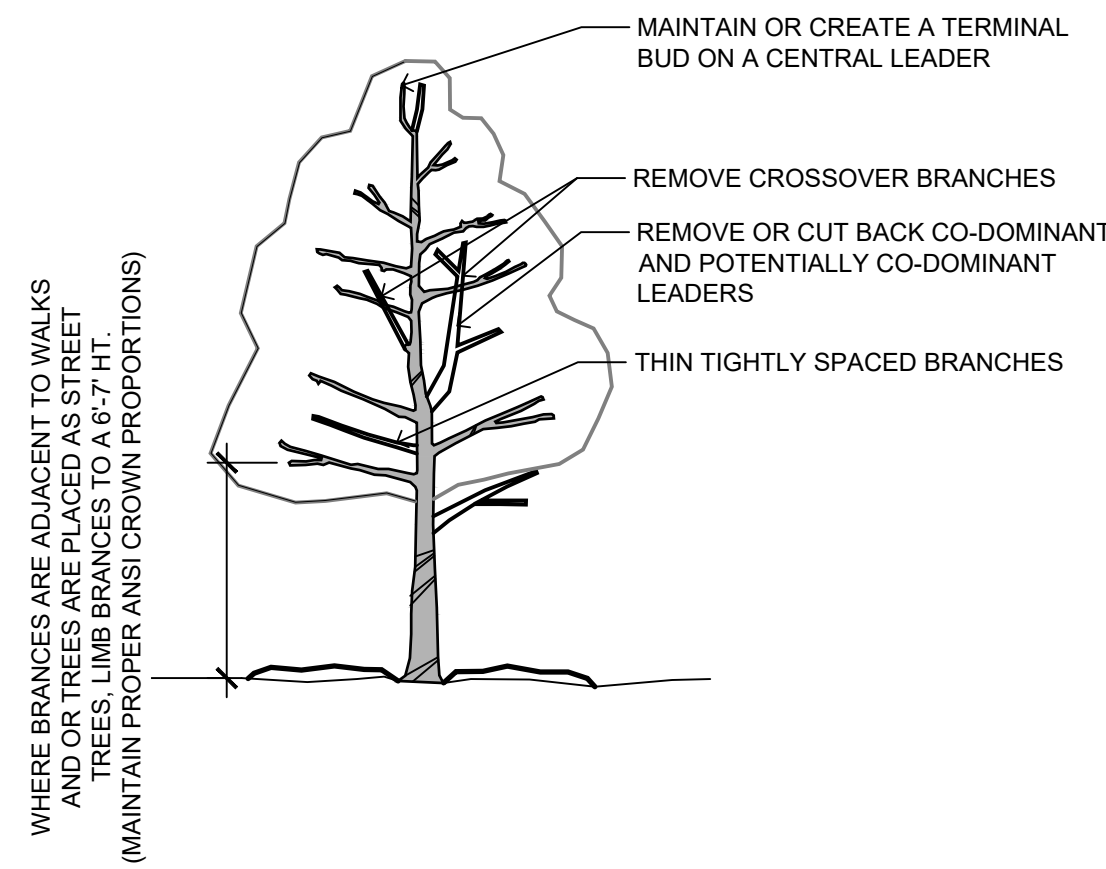 MAINTAIN OR CREATE A TERMINAL
BUD ON A CENTRAL LEADER
REMOVE CROSSOVER BRANCHES
REMOVE OR CUT BACK CO-DOMINANT
AND POTENTIALLY CO-DOMINANT
LEADERS
THIN TIGHTLY SPACED BRANCHES
WHERE BRANCES ARE ADJACENT TO WALKS
AND OR TREES ARE PLACED AS STREET
TREES, LIMB BRANCES TO A 6'-7' HT.
(MAINTAIN PROPER ANSI CROWN PROPORTIONS)